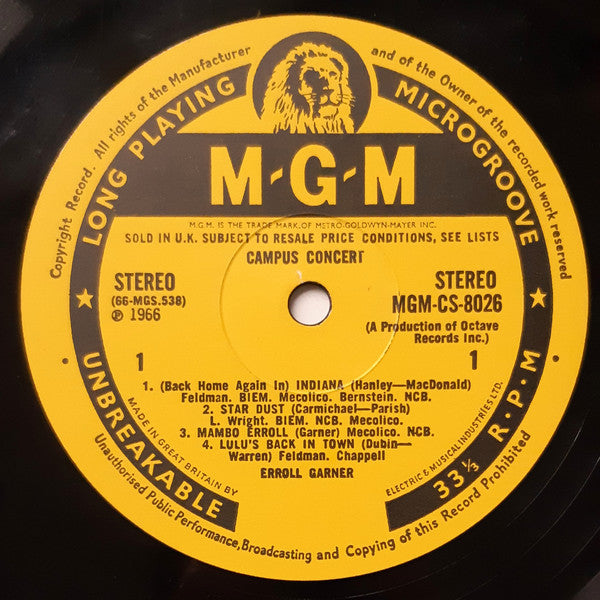 Copyright Record. All rights of the Manufacturer and of the Owner of the recorded work reserved
LONG PLAYING MICROGROOVE
M-G-M
M.G.M. IS THE TRADE MARK OF METRO-GOLDWYN-MAYER INC.
SOLD IN U.K. SUBJECT TO RESALE PRICE CONDITIONS, SEE LISTS
CAMPUS CONCERT
STEREO
(66-MGS.538)
℗ 1966
1
STEREO
MGM-CS-8026
(A Production of Octave
Records Inc.)
1
1. (Back Home Again In) INDIANA (Hanley—MacDonald)
Feldman. BIEM. Mecolico. Bernstein. NCB.
2. STAR DUST (Carmichael—Parish)
L. Wright. BIEM. NCB. Mecolico.
3. MAMBO ERROLL (Garner) Mecolico. NCB.
4. LULU'S BACK IN TOWN (Dubin—
Warren) Feldman. Chappell
ERROLL GARNER
MADE IN GREAT BRITAIN BY
ELECTRIC & MUSICAL INDUSTRIES LTD.
UNBREAKABLE
33⅓ R·P·M
Unauthorised Public Performance, Broadcasting and Copying of this Record Prohibited